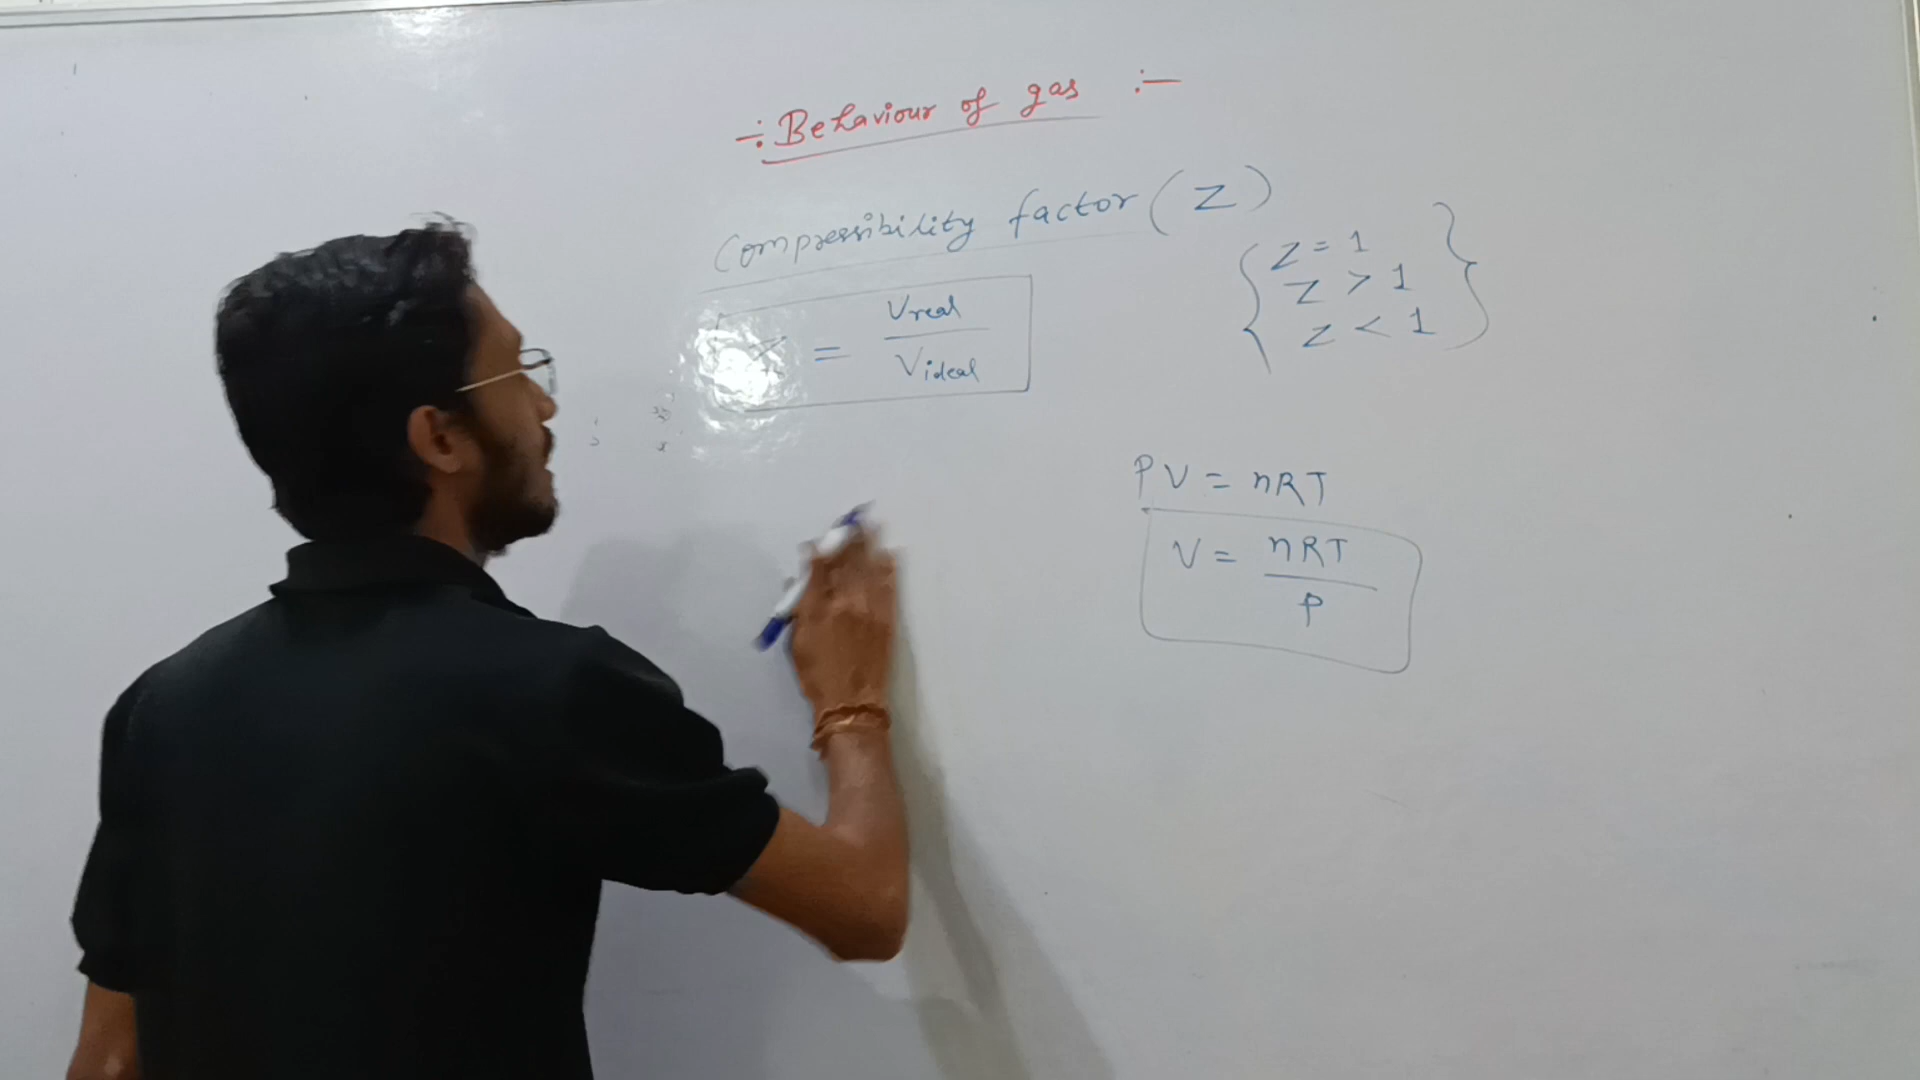 ÷ Behaviour of gas :-
Compressibility factor (Z)
Z = 1
Z > 1
Z < 1
Z = Vreal / Videal
PV = nRT
V = nRT / P